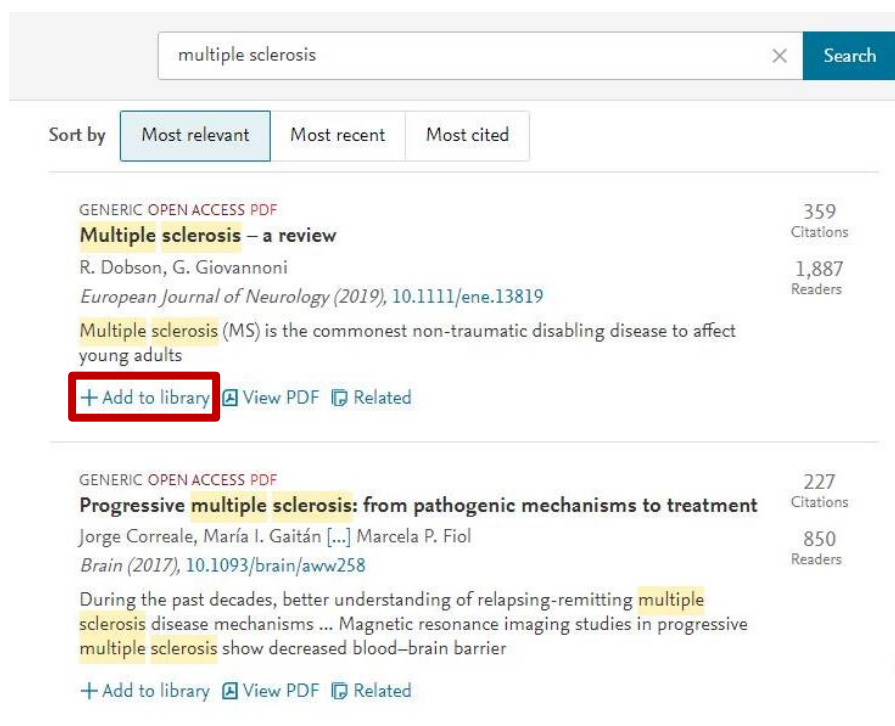 multiple sclerosis
Search
Sort by
Most relevant
Most recent
Most cited
GENERIC OPEN ACCESS PDF
Multiple sclerosis – a review
R. Dobson, G. Giovannoni
European Journal of Neurology (2019), 10.1111/ene.13819
Multiple sclerosis (MS) is the commonest non-traumatic disabling disease to affect
young adults
+ Add to library View PDF Related
359
Citations
1,887
Readers
GENERIC OPEN ACCESS PDF
Progressive multiple sclerosis: from pathogenic mechanisms to treatment
Jorge Correale, María I. Gaitán [...] Marcela P. Fiol
Brain (2017), 10.1093/brain/aww258
During the past decades, better understanding of relapsing-remitting multiple
sclerosis disease mechanisms ... Magnetic resonance imaging studies in progressive
multiple sclerosis show decreased blood–brain barrier
+ Add to library View PDF Related
227
Citations
850
Readers